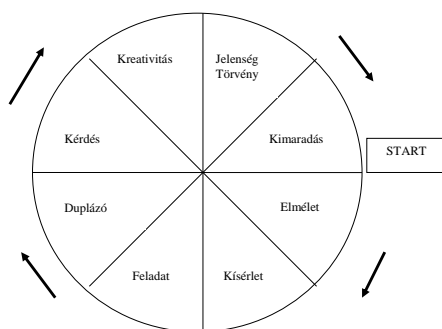 Kreativitás
Jelenség
Törvény
Kérdés
Kimaradás
START
Duplázó
Elmélet
Feladat
Kísérlet